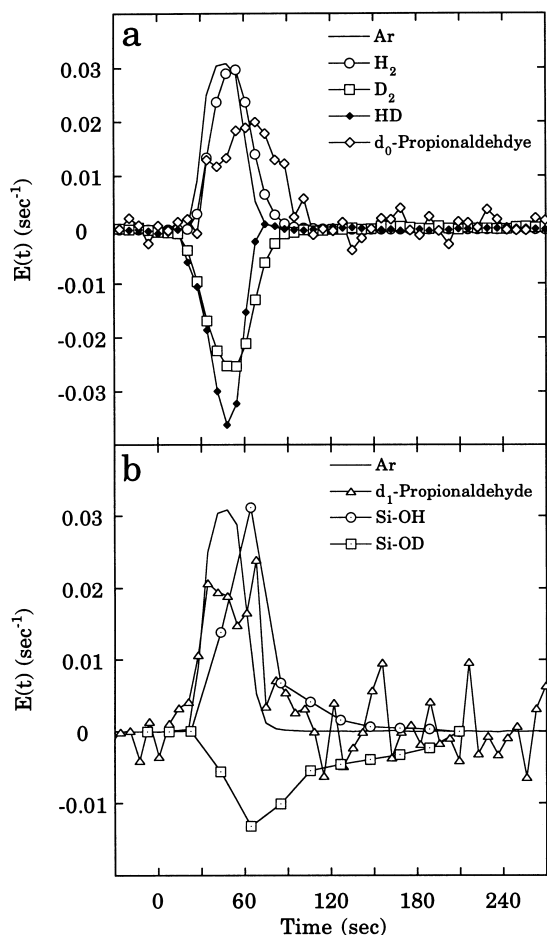 a
Ar
H₂
D₂
HD
d₀-Propionaldehdye
0.03
0.02
0.01
0
-0.01
-0.02
-0.03
E(t) (sec⁻¹)
b
Ar
d₁-Propionaldehyde
Si-OH
Si-OD
0.03
0.02
0.01
0
-0.01
E(t) (sec⁻¹)
0 60 120 180 240
Time (sec)